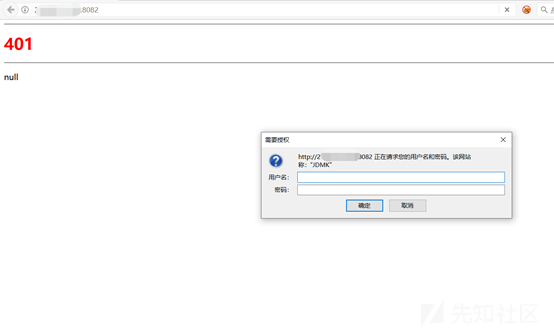 2 .8082
401
null
需要授权
http://2 8082 正在请求您的用户名和密码。该网站
称:“JDMK”
用户名:
密码:
确定
取消
先知社区